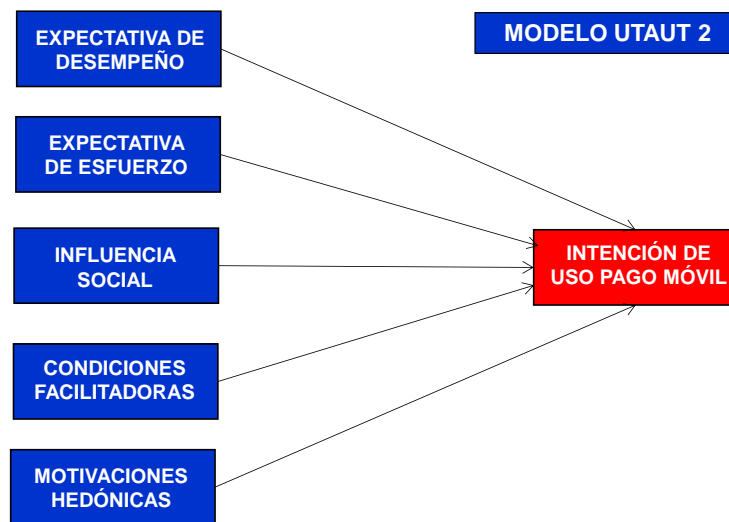 EXPECTATIVA DE
DESEMPEÑO
MODELO UTAUT 2
EXPECTATIVA
DE ESFUERZO
INFLUENCIA
SOCIAL
INTENCIÓN DE
USO PAGO MÓVIL
CONDICIONES
FACILITADORAS
MOTIVACIONES
HEDÓNICAS